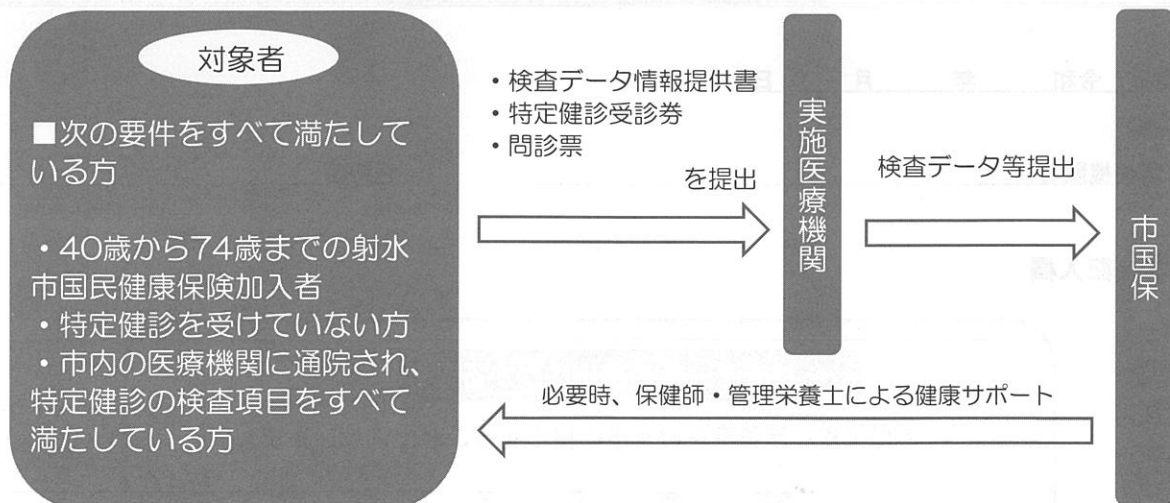 対象者
■次の要件をすべて満たして
いる方
・40歳から74歳までの射水
市国民健康保険加入者
・特定健診を受けていない方
・市内の医療機関に通院され、
特定健診の検査項目をすべて
満たしている方
・検査データ情報提供書
・特定健診受診券
・問診票
を提出
実施医療機関
検査データ等提出
市国保
必要時、保健師・管理栄養士による健康サポート